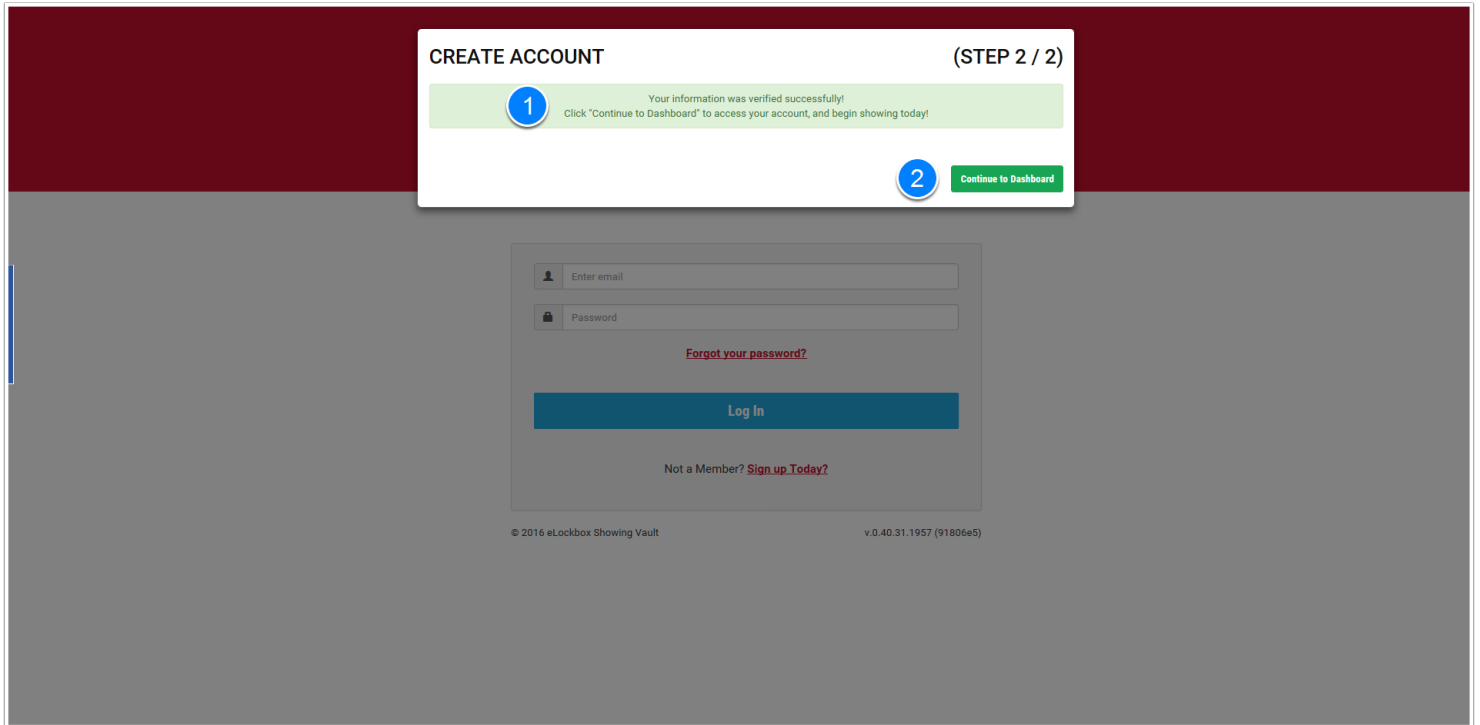 CREATE ACCOUNT (STEP 2 / 2)
1
Your information was verified successfully!
Click "Continue to Dashboard" to access your account, and begin showing today!
2
Continue to Dashboard
Enter email
Password
Forgot your password?
Log In
Not a Member? Sign up Today?
© 2016 eLockbox Showing Vault v.0.40.31.1957 (91806e5)